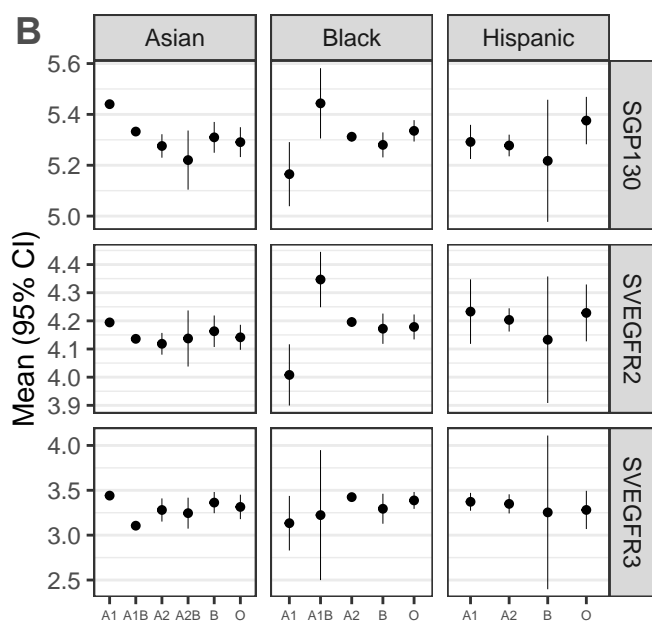 B
Asian Black Hispanic
5.6
5.4
5.2
5.0
SGP130
4.4
4.3
4.2
4.1
4.0
3.9
SVEGFR2
4.0
3.5
3.0
2.5
SVEGFR3
Mean (95% CI)
A1 A1B A2 A2B B O A1 A1B A2 B O A1 A2 B O